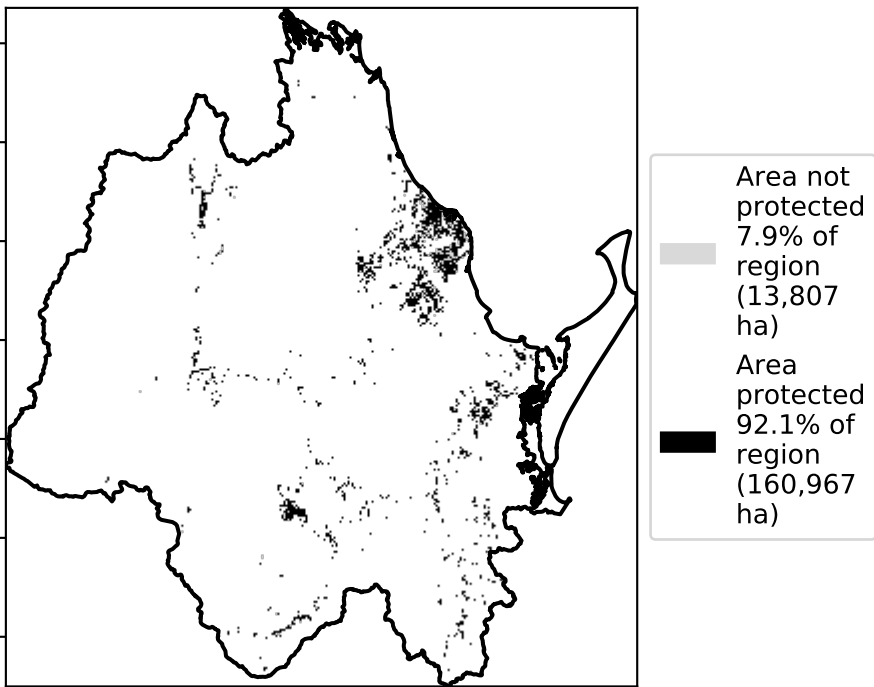 Area not
protected
7.9% of
region
(13,807
ha)
Area
protected
92.1% of
region
(160,967
ha)